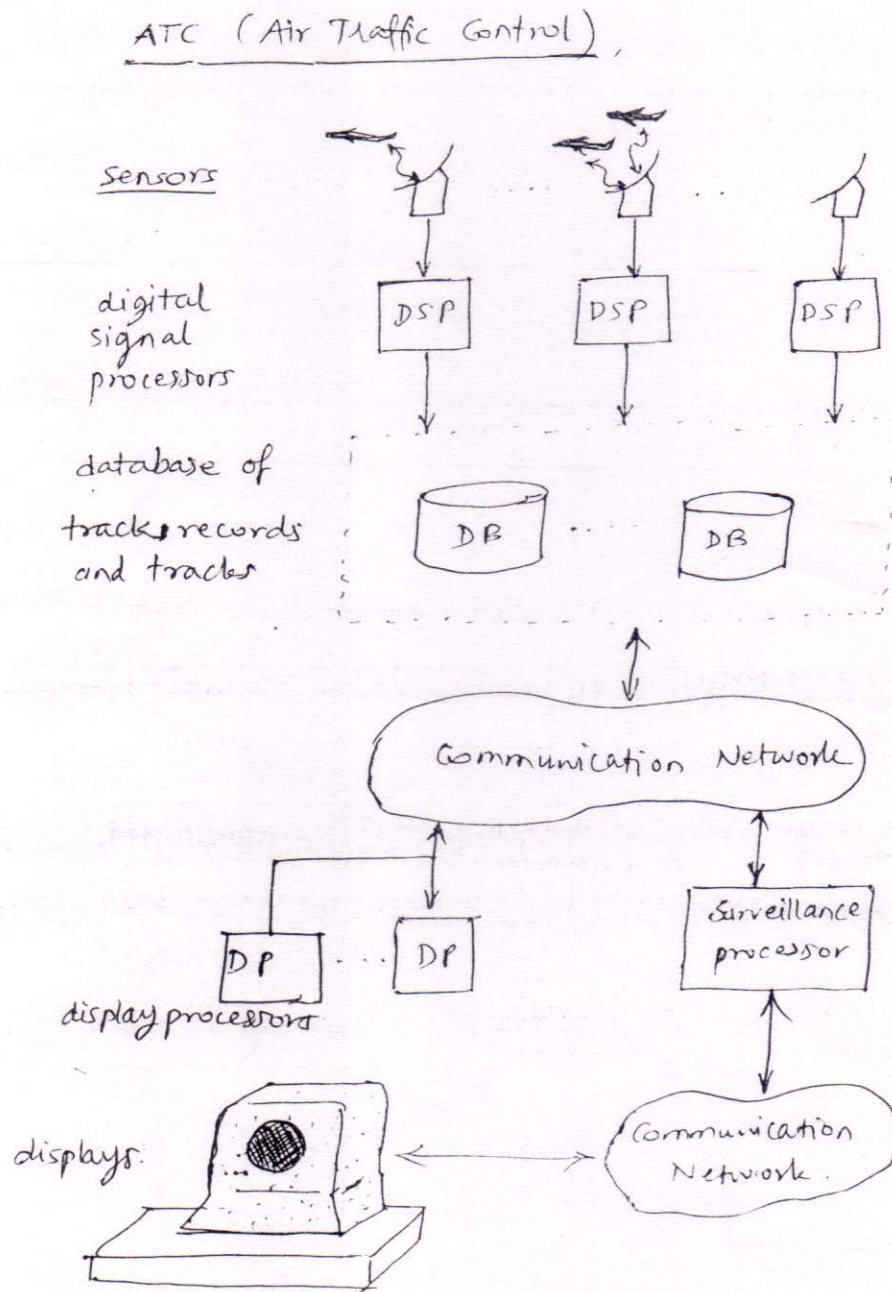 ATC (Air Traffic Control)
sensors
digital
signal
processors
DSP
DSP
DSP
database of
track records
and tracks
DB
DB
Communication Network
DP
DP
display processors
Surveillance
processor
displays.
Communication
Network.